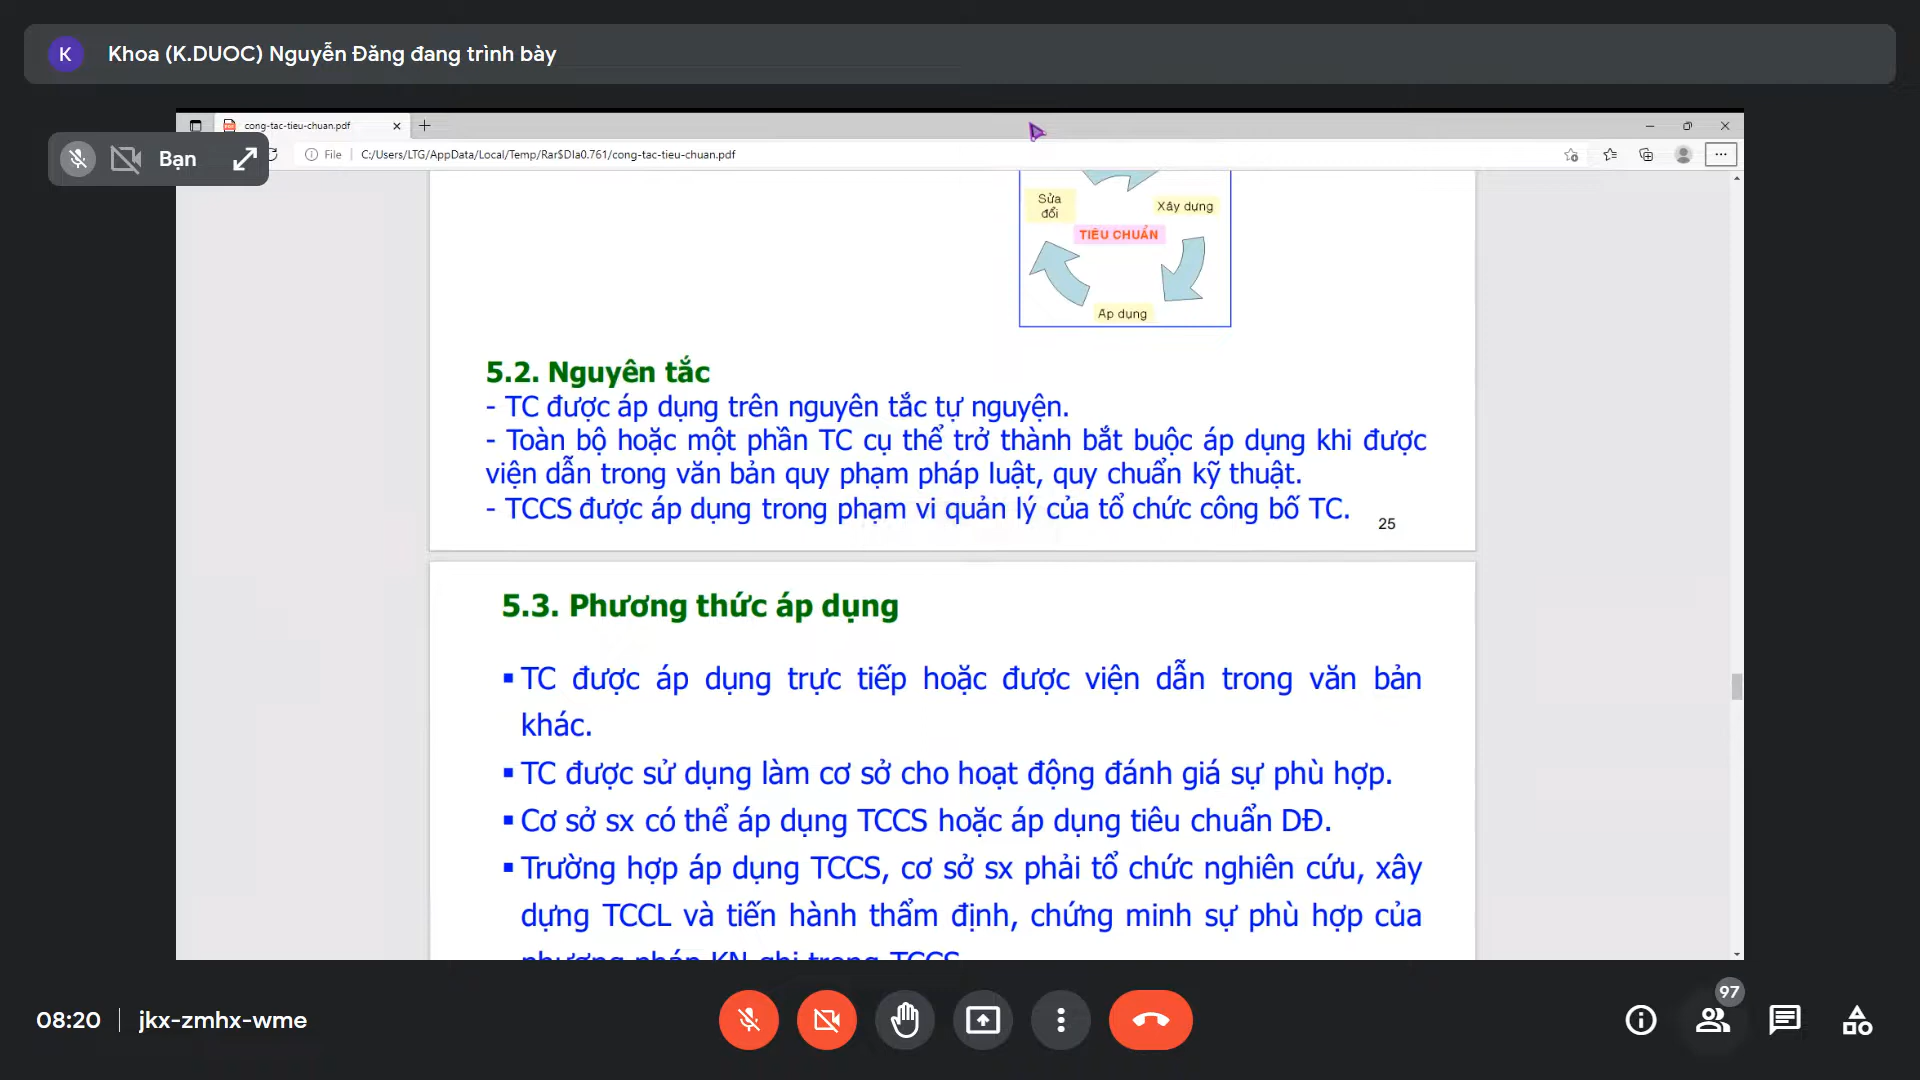 K
Khoa (K.DUOC) Nguyễn Đăng đang trình bày
cong-tac-tieu-chuan.pdf
Bạn
File
C:/Users/LTG/AppData/Local/Temp/Rar$DIa0.761/cong-tac-tieu-chuan.pdf
Sửa
đổi
Xây dựng
TIÊU CHUẨN
Áp dụng
5.2. Nguyên tắc
- TC được áp dụng trên nguyên tắc tự nguyện.
- Toàn bộ hoặc một phần TC cụ thể trở thành bắt buộc áp dụng khi được
viện dẫn trong văn bản quy phạm pháp luật, quy chuẩn kỹ thuật.
- TCCS được áp dụng trong phạm vi quản lý của tổ chức công bố TC.
25
5.3. Phương thức áp dụng
▪ TC được áp dụng trực tiếp hoặc được viện dẫn trong văn bản
khác.
▪ TC được sử dụng làm cơ sở cho hoạt động đánh giá sự phù hợp.
▪ Cơ sở sx có thể áp dụng TCCS hoặc áp dụng tiêu chuẩn DĐ.
▪ Trường hợp áp dụng TCCS, cơ sở sx phải tổ chức nghiên cứu, xây
dựng TCCL và tiến hành thẩm định, chứng minh sự phù hợp của
phương pháp KN ghi trong TCCS.
97
08:20
jkx-zmhx-wme